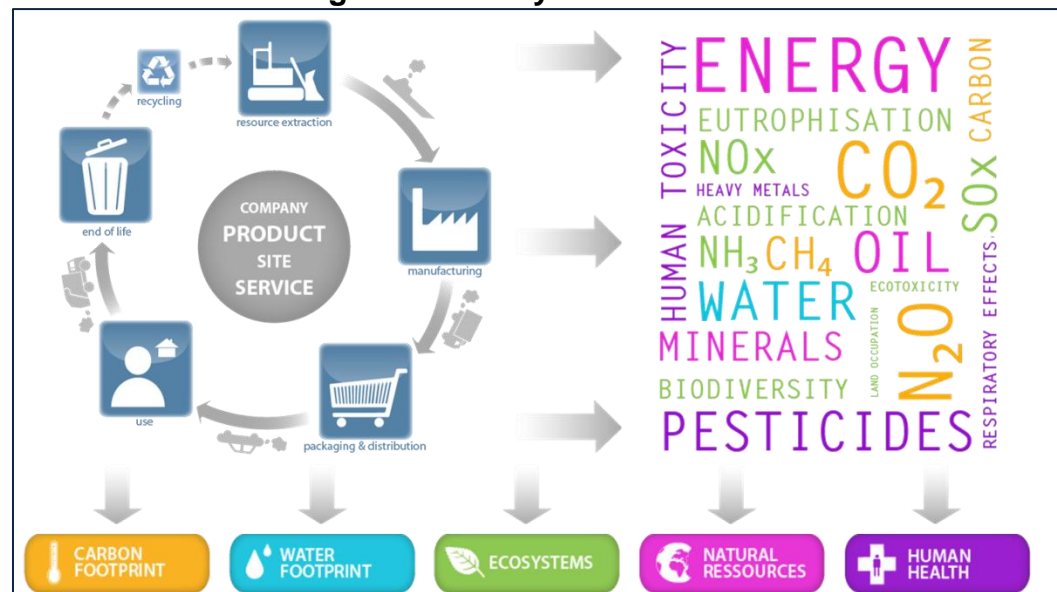 recycling
resource extraction
manufacturing
packaging & distribution
use
end of life
COMPANY
PRODUCT
SITE
SERVICE
HUMAN TOXICITY
ENERGY
CARBON
EUTROPHISATION
NOx
CO₂
SOx
HEAVY METALS
ACIDIFICATION
NH₃
CH₄
OIL
ECOTOXICITY
WATER
LAND OCCUPATION
N₂O
RESPIRATORY EFFECTS.
MINERALS
BIODIVERSITY
PESTICIDES
CARBON
FOOTPRINT
WATER
FOOTPRINT
ECOSYSTEMS
NATURAL
RESSOURCES
HUMAN
HEALTH